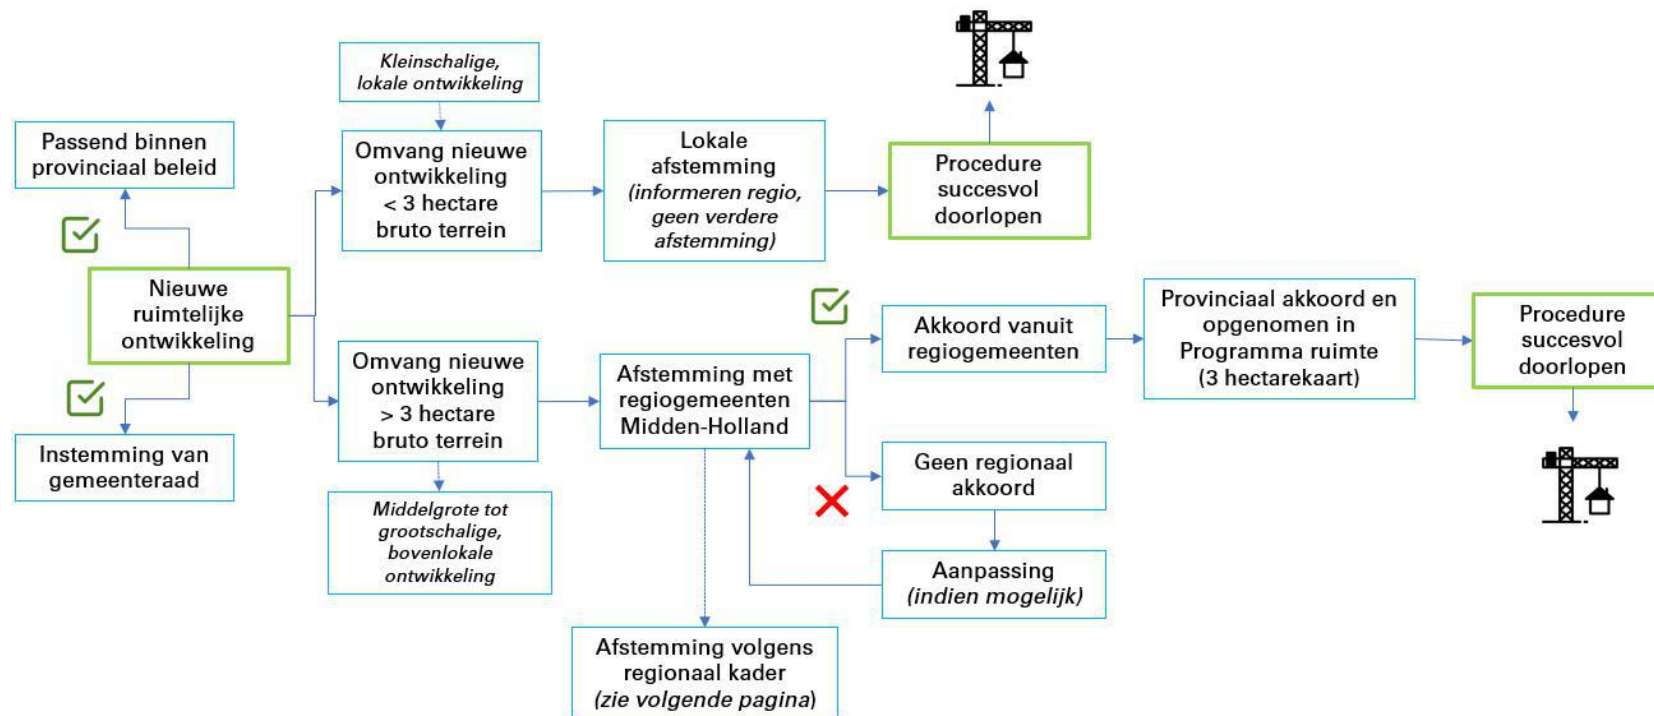 Kleinschalige,
lokale ontwikkeling
Passend binnen
provinciaal beleid
Omvang nieuwe
ontwikkeling
< 3 hectare
bruto terrein
Lokale
afstemming
(informeren regio,
geen verdere
afstemming)
Procedure
succesvol
doorlopen
Nieuwe
ruimtelijke
ontwikkeling
Instemming van
gemeenteraad
Omvang nieuwe
ontwikkeling
> 3 hectare
bruto terrein
Middelgrote tot
grootschalige,
bovenlokale
ontwikkeling
Afstemming met
regiogemeenten
Midden-Holland
Akkoord vanuit
regiogemeenten
Provinciaal akkoord en
opgenomen in
Programma ruimte
(3 hectarekaart)
Procedure
succesvol
doorlopen
Geen regionaal
akkoord
Aanpassing
(indien mogelijk)
Afstemming volgens
regionaal kader
(zie volgende pagina)